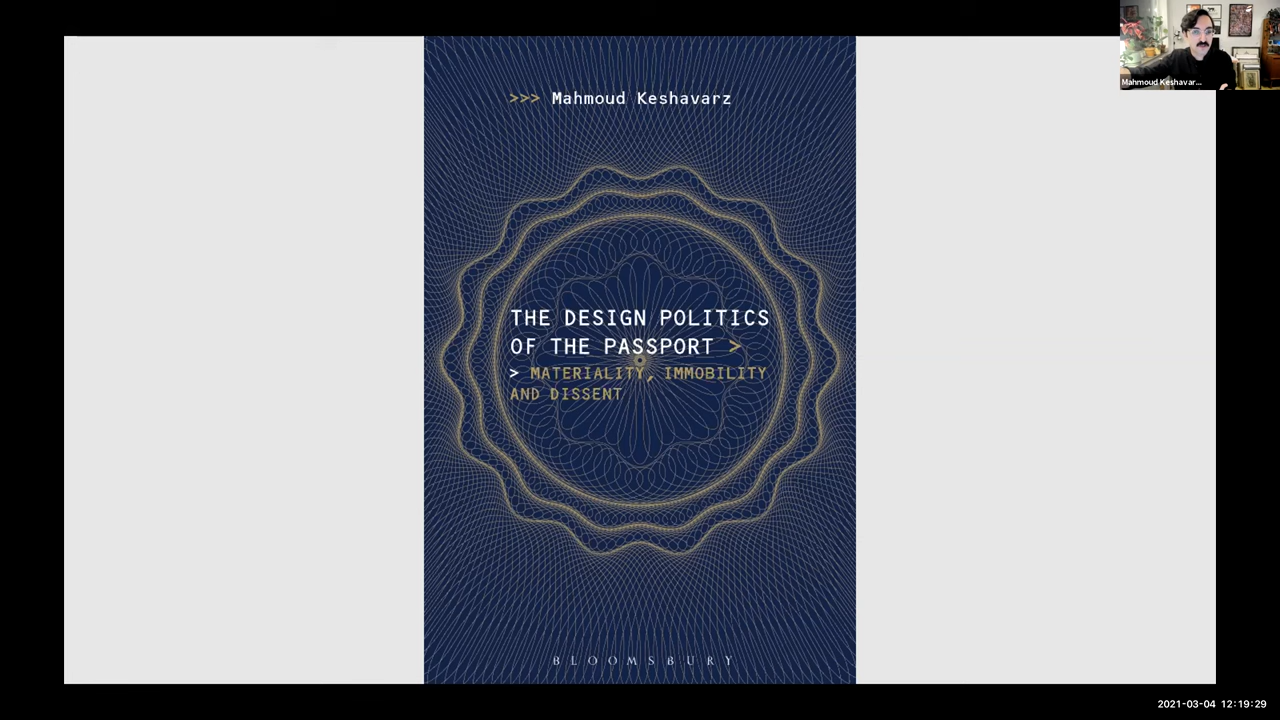 Mahmoud Keshavar...
>>> Mahmoud Keshavarz
THE DESIGN POLITICS
OF THE PASSPORT >
> MATERIALITY, IMMOBILITY
AND DISSENT
BLOOMSBURY
2021-03-04 12:19:29